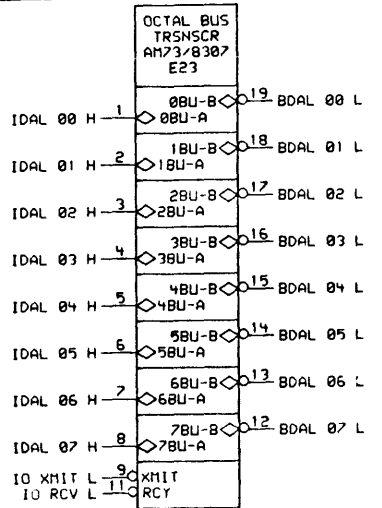 OCTAL BUS
TRSNSCR
AM73/8307
E23
0BU-B 19 BDAL 00 L
IDAL 00 H 1 0BU-A
1BU-B 18 BDAL 01 L
IDAL 01 H 2 1BU-A
2BU-B 17 BDAL 02 L
IDAL 02 H 3 2BU-A
3BU-B 16 BDAL 03 L
IDAL 03 H 4 3BU-A
4BU-B 15 BDAL 04 L
IDAL 04 H 5 4BU-A
5BU-B 14 BDAL 05 L
IDAL 05 H 6 5BU-A
6BU-B 13 BDAL 06 L
IDAL 06 H 7 6BU-A
7BU-B 12 BDAL 07 L
IDAL 07 H 8 7BU-A
IO XMIT L 9 XMIT
IO RCV L 11 RCY